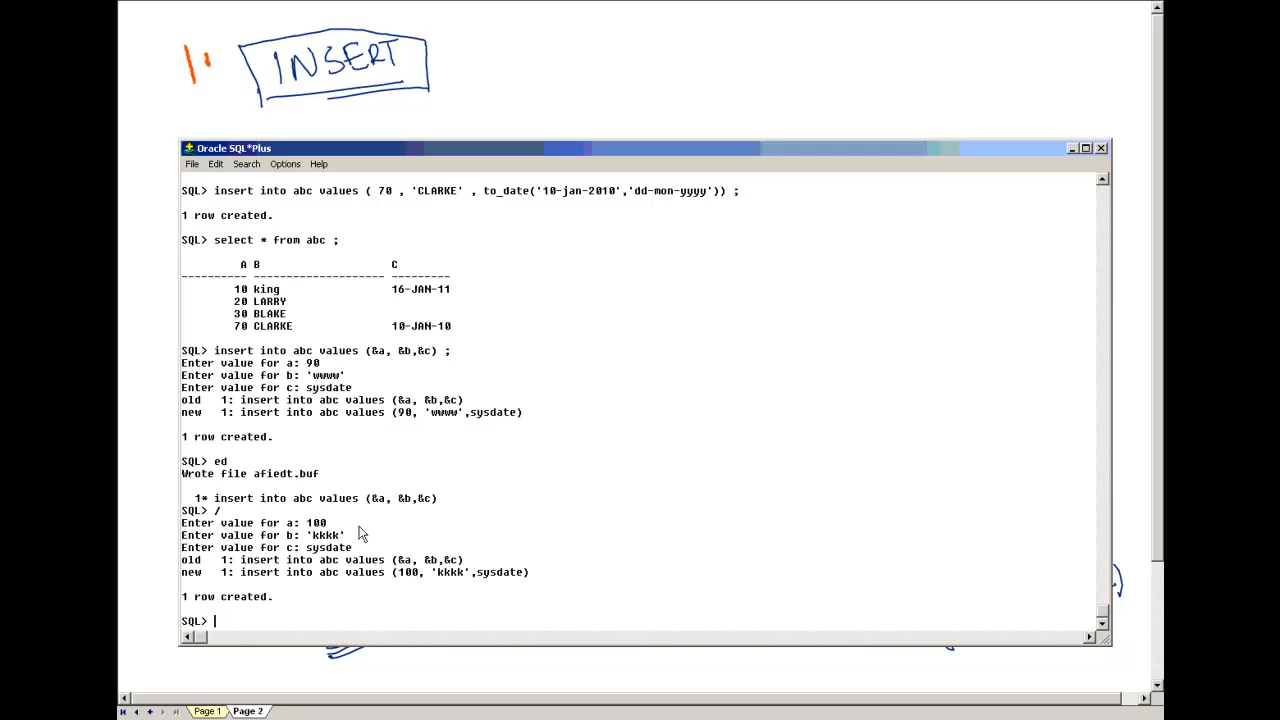 1. INSERT
Oracle SQL*Plus
File Edit Search Options Help
SQL> insert into abc values ( 70 , 'CLARKE' , to_date('10-jan-2010','dd-mon-yyyy')) ;
1 row created.
SQL> select * from abc ;
A B C
---------- -------------------- ---------
10 king 16-JAN-11
20 LARRY
30 BLAKE
70 CLARKE 10-JAN-10
SQL> insert into abc values (&a, &b,&c) ;
Enter value for a: 90
Enter value for b: 'wwww'
Enter value for c: sysdate
old 1: insert into abc values (&a, &b,&c)
new 1: insert into abc values (90, 'wwww',sysdate)
1 row created.
SQL> ed
Wrote file afiedt.buf
1* insert into abc values (&a, &b,&c)
SQL> /
Enter value for a: 100
Enter value for b: 'kkkk'
Enter value for c: sysdate
old 1: insert into abc values (&a, &b,&c)
new 1: insert into abc values (100, 'kkkk',sysdate)
1 row created.
SQL>
Page 1 Page 2